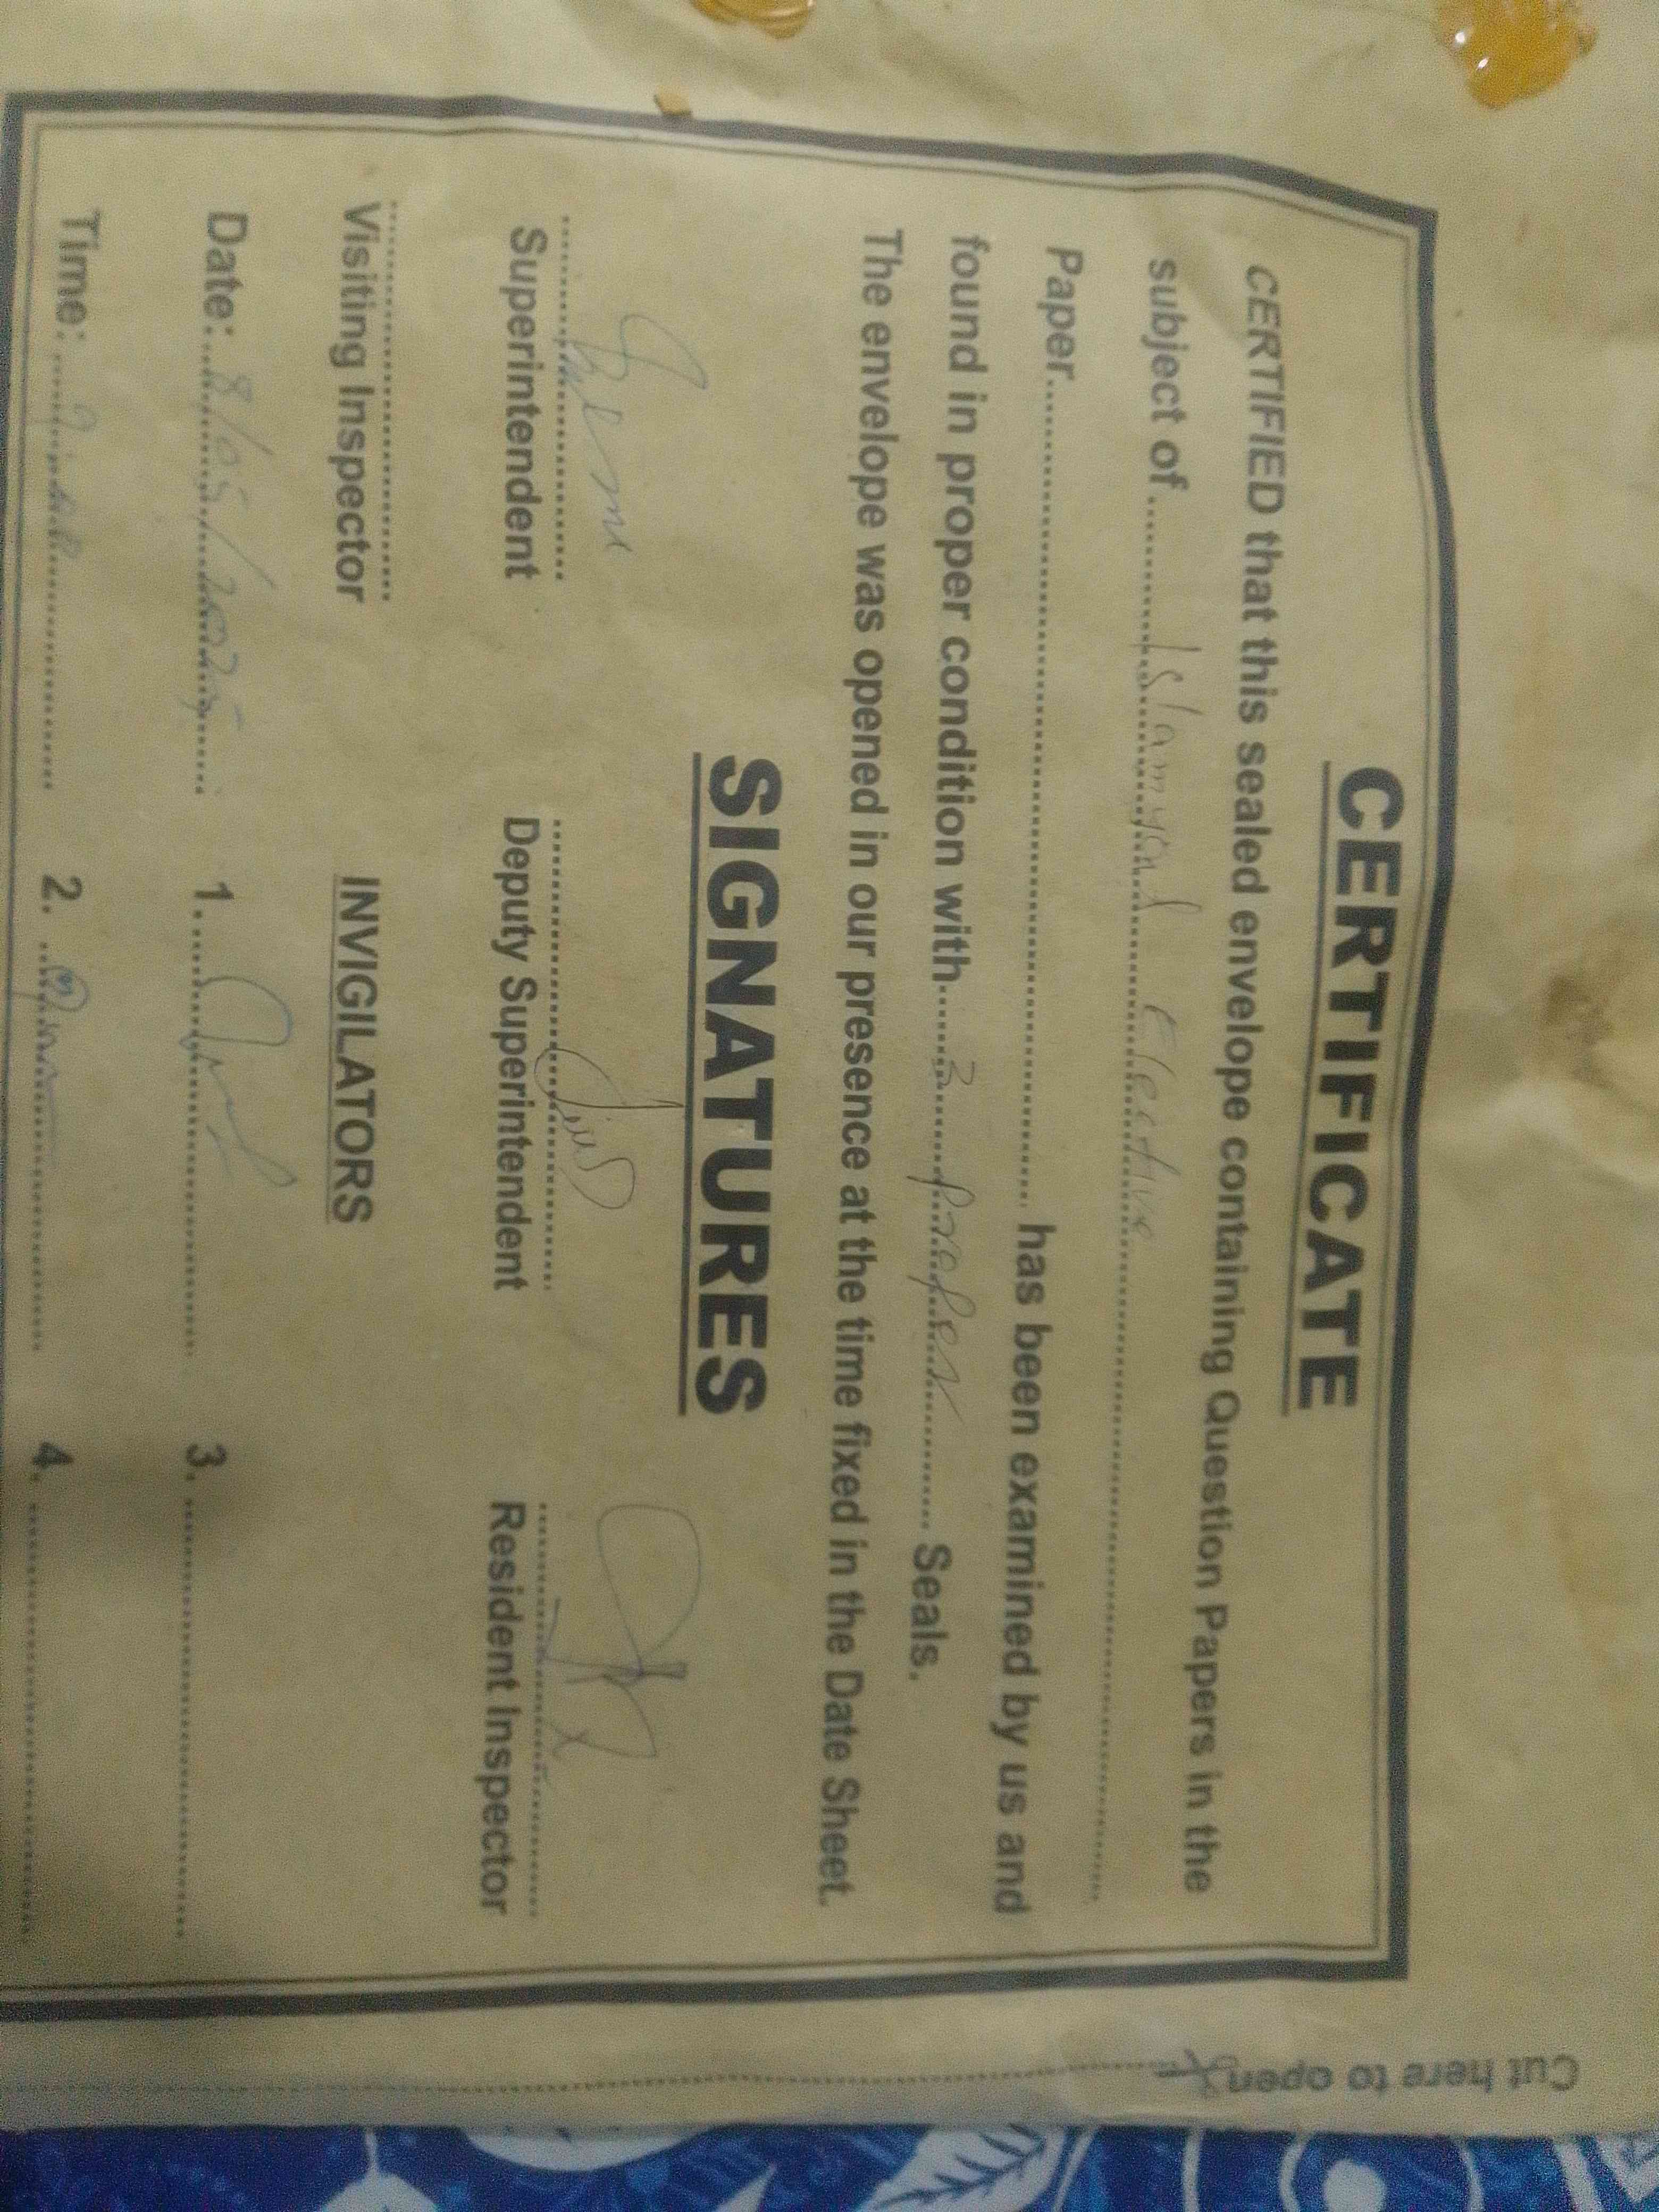 CERTIFICATE
CERTIFIED that this sealed envelope containing Question Papers in the
subject of........Islamyat Elective........
Paper........ has been examined by us and
found in proper condition with........3........proper........ Seals.
The envelope was opened in our presence at the time fixed in the Date Sheet.
SIGNATURES
Superintendent Deputy Superintendent Resident Inspector
Visiting Inspector INVIGILATORS
Date: 8/05/2025 1. 3.
Time: 2. 4.
Cut here to open